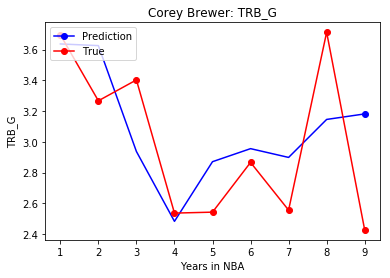 Corey Brewer: TRB_G
Prediction
True
3.6
3.4
3.2
3.0
2.8
2.6
2.4
TRB_G
1 2 3 4 5 6 7 8 9
Years in NBA